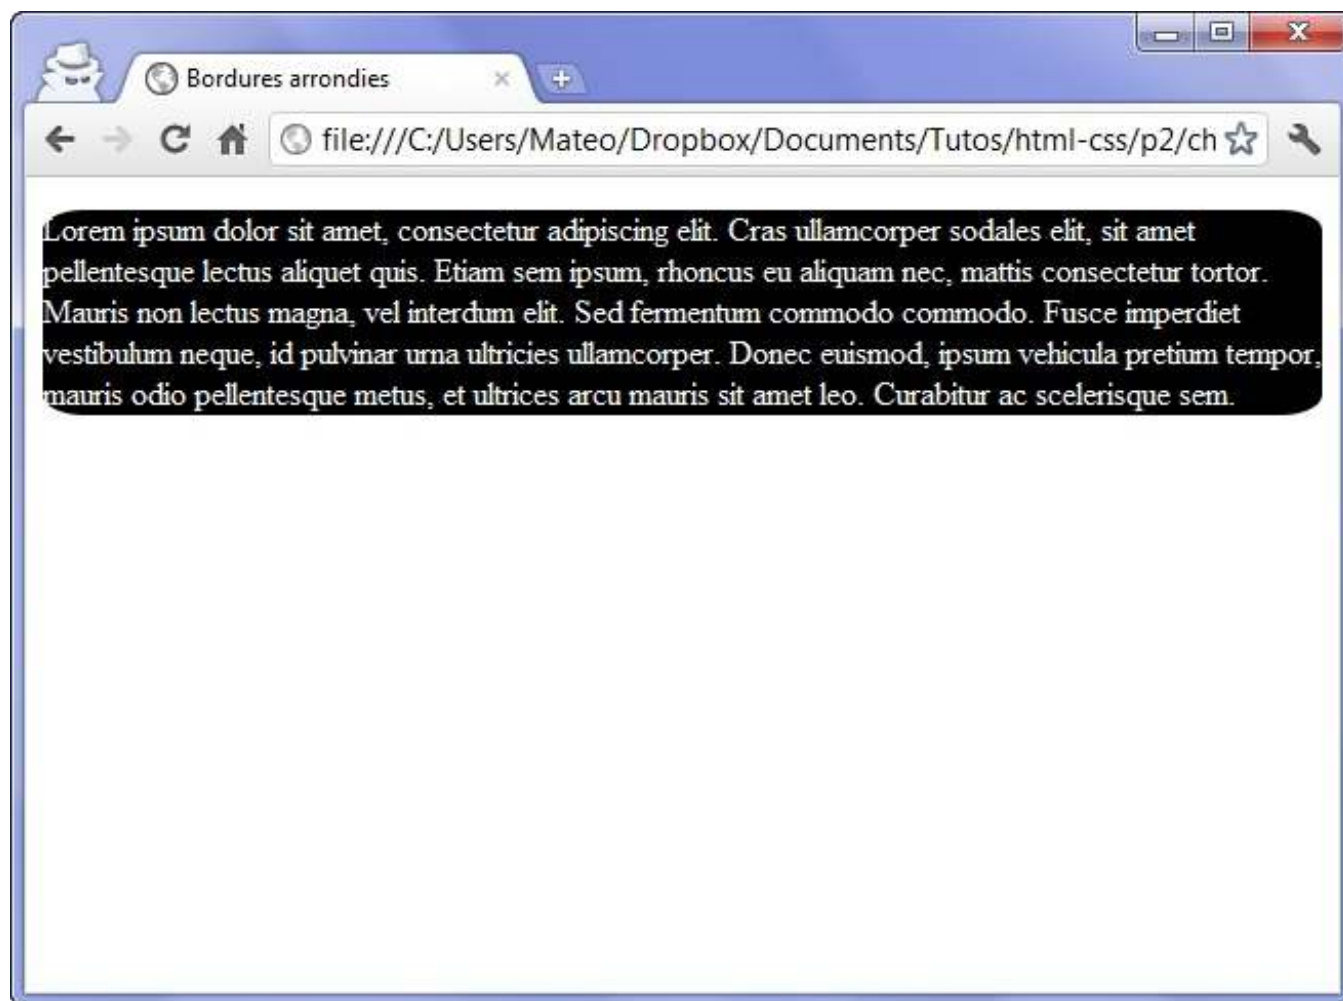 Bordures arrondies
file:///C:/Users/Mateo/Dropbox/Documents/Tutos/html-css/p2/ch
Lorem ipsum dolor sit amet, consectetur adipiscing elit. Cras ullamcorper sodales elit, sit amet
pellentesque lectus aliquet quis. Etiam sem ipsum, rhoncus eu aliquam nec, mattis consectetur tortor.
Mauris non lectus magna, vel interdum elit. Sed fermentum commodo commodo. Fusce imperdiet
vestibulum neque, id pulvinar urna ultricies ullamcorper. Donec euismod, ipsum vehicula pretium tempor,
mauris odio pellentesque metus, et ultrices arcu mauris sit amet leo. Curabitur ac scelerisque sem.